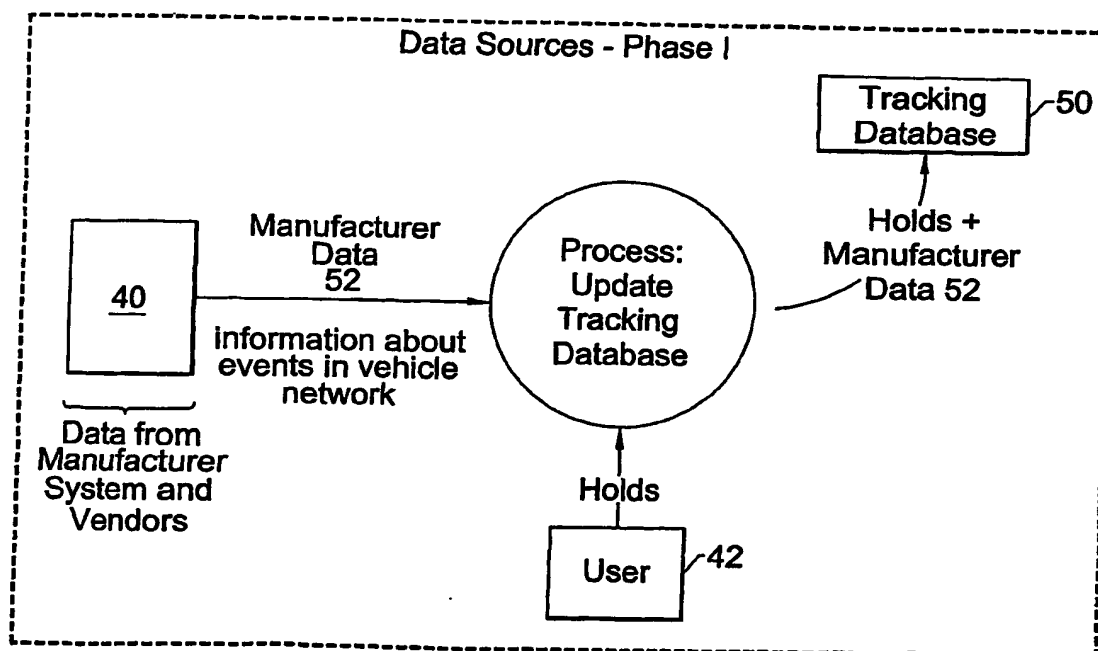 Data Sources - Phase I
Tracking
Database
50
Holds +
Manufacturer
Data 52
Manufacturer
Data
52
40
information about
events in vehicle
network
Process:
Update
Tracking
Database
Data from
Manufacturer
System and
Vendors
Holds
User
42